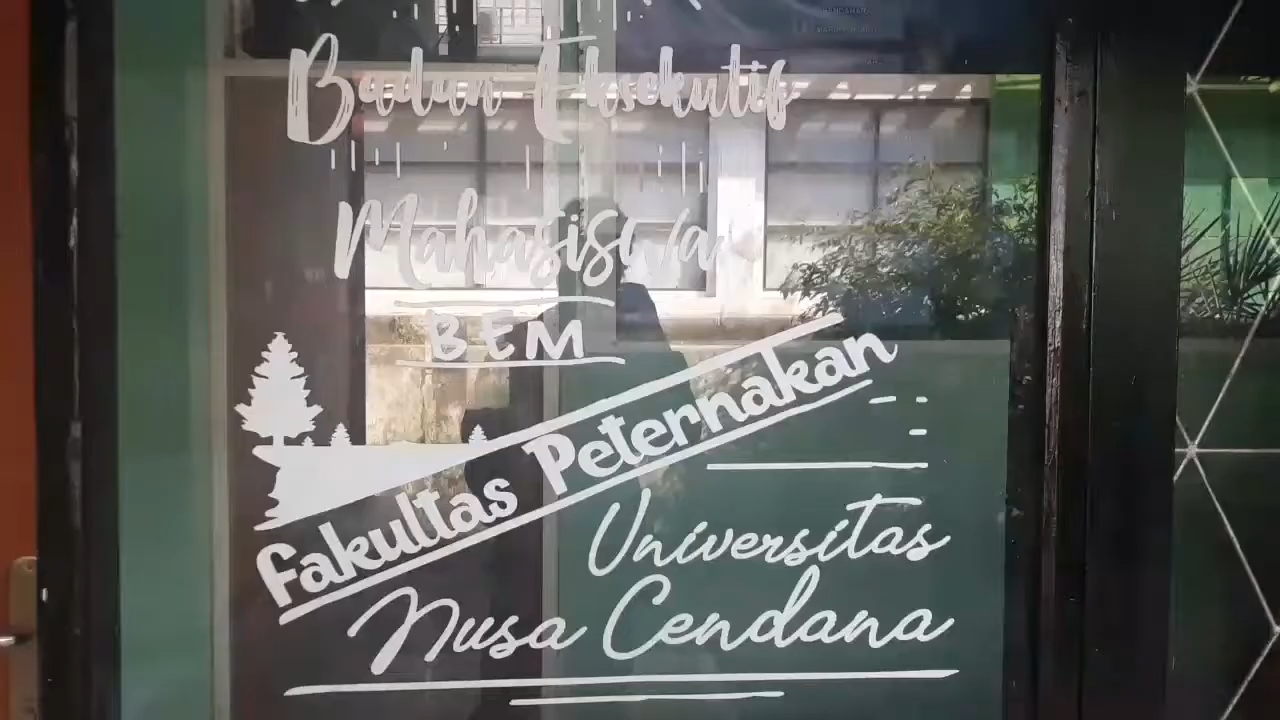 Badan Eksekutif
Mahasiswa
BEM
Fakultas Peternakan
Universitas
Nusa Cendana